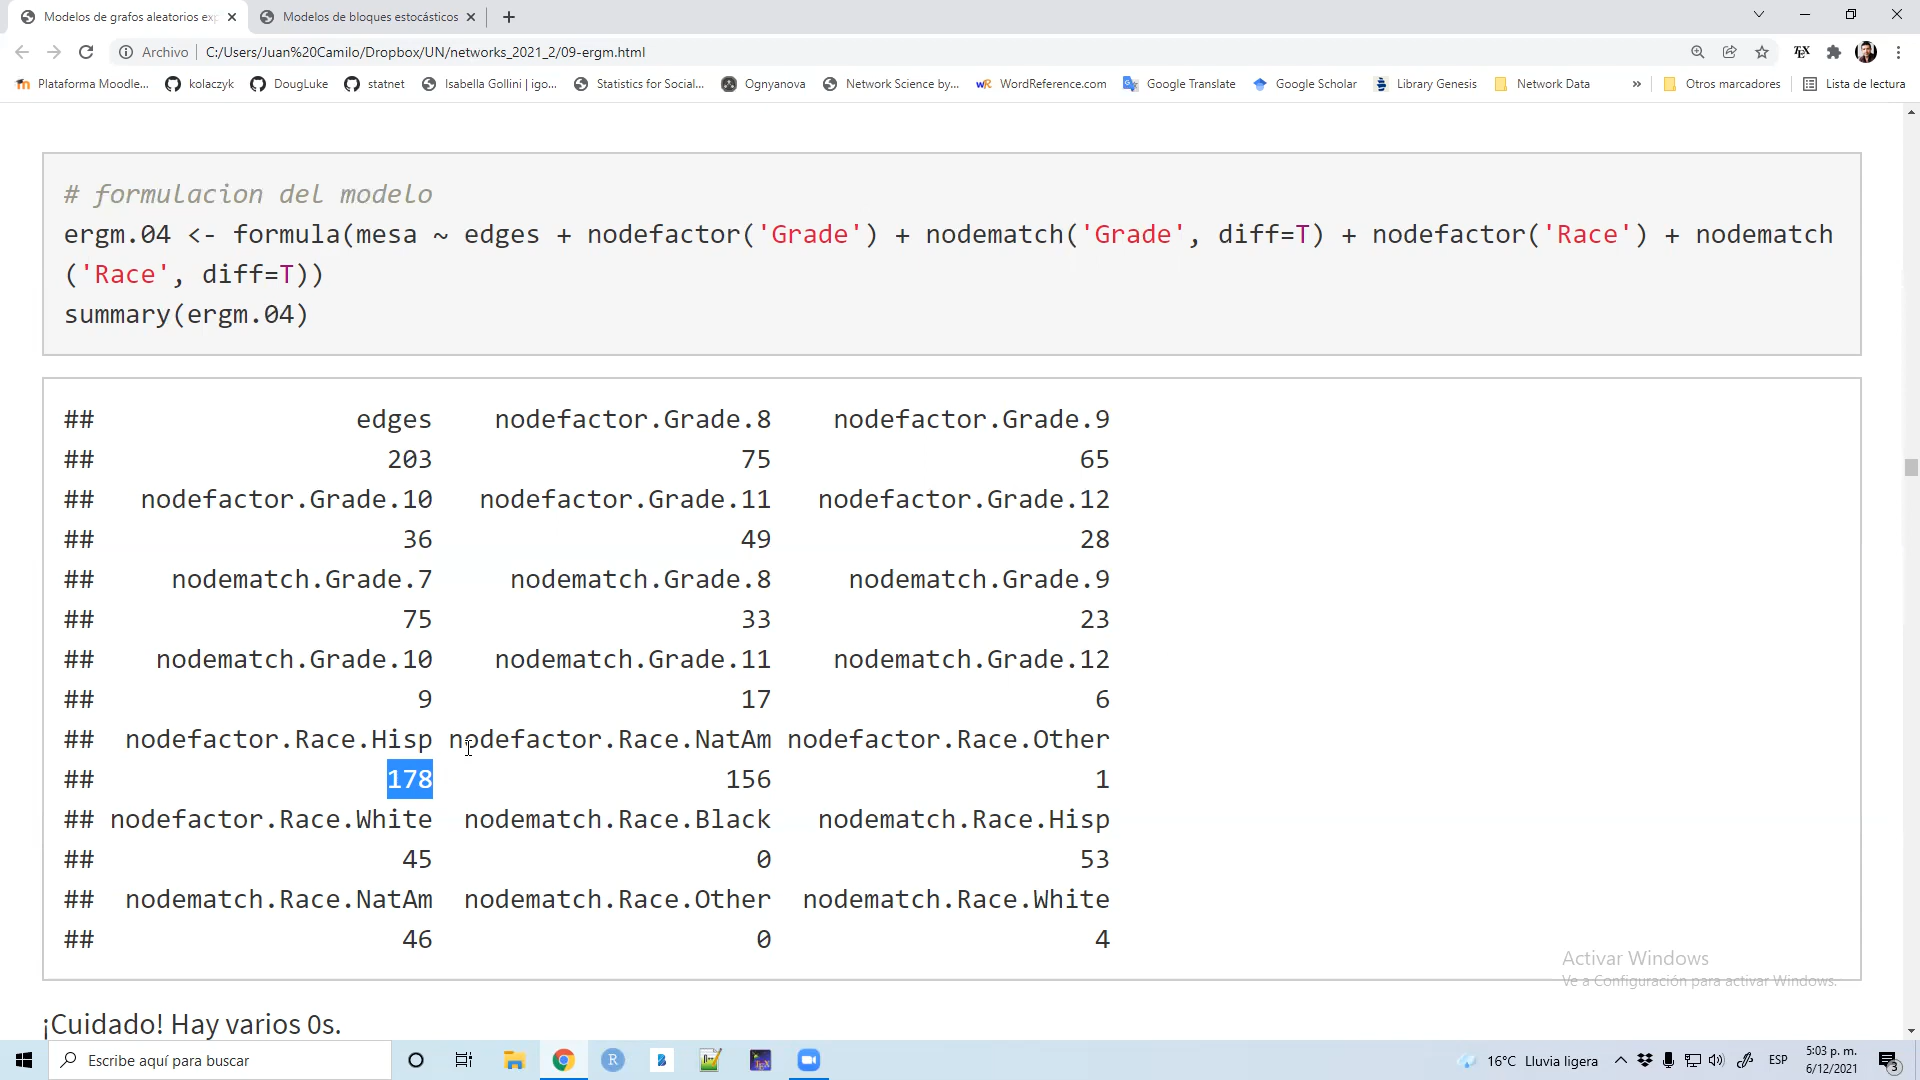 Modelos de grafos aleatorios exp
Modelos de bloques estocásticos
Archivo
C:/Users/Juan%20Camilo/Dropbox/UN/networks_2021_2/09-ergm.html
Plataforma Moodle... kolaczyk DougLuke statnet Isabella Gollini | igo... Statistics for Social... Ognyanova Network Science by... WordReference.com Google Translate Google Scholar Library Genesis Network Data » Otros marcadores Lista de lectura
# formulacion del modelo
ergm.04 <- formula(mesa ~ edges + nodefactor('Grade') + nodematch('Grade', diff=T) + nodefactor('Race') + nodematch
('Race', diff=T))
summary(ergm.04)
## edges nodefactor.Grade.8 nodefactor.Grade.9
## 203 75 65
## nodefactor.Grade.10 nodefactor.Grade.11 nodefactor.Grade.12
## 36 49 28
## nodematch.Grade.7 nodematch.Grade.8 nodematch.Grade.9
## 75 33 23
## nodematch.Grade.10 nodematch.Grade.11 nodematch.Grade.12
## 9 17 6
## nodefactor.Race.Hisp nodefactor.Race.NatAm nodefactor.Race.Other
## 178 156 1
## nodefactor.Race.White nodematch.Race.Black nodematch.Race.Hisp
## 45 0 53
## nodematch.Race.NatAm nodematch.Race.Other nodematch.Race.White
## 46 0 4
Activar Windows
Ve a Configuración para activar Windows.
¡Cuidado! Hay varios 0s.
Escribe aquí para buscar
16°C Lluvia ligera
ESP
5:03 p. m.
6/12/2021
3